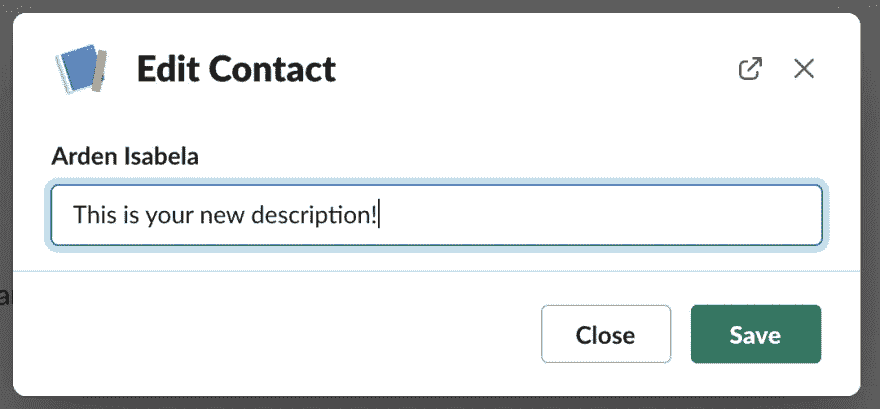 Edit Contact
Arden Isabela
This is your new description!
Close
Save